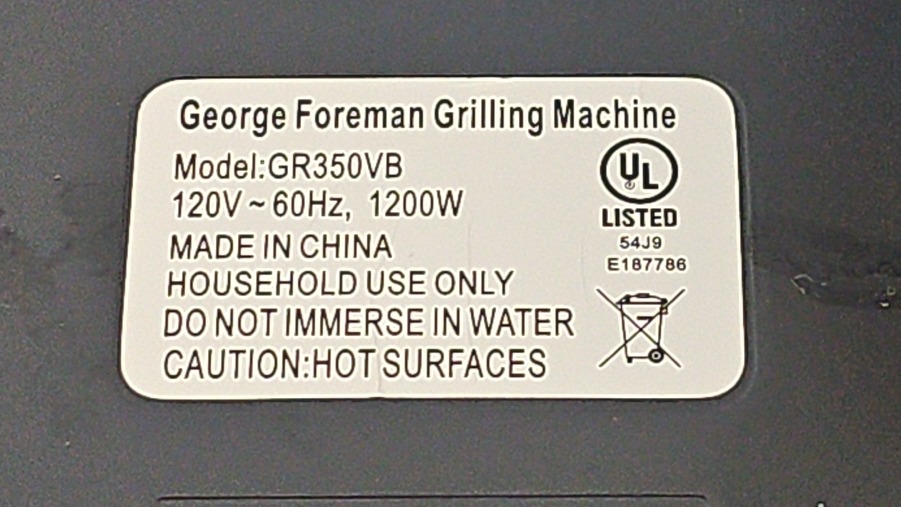 George Foreman Grilling Machine
Model:GR350VB
120V ~ 60Hz, 1200W
MADE IN CHINA
HOUSEHOLD USE ONLY
DO NOT IMMERSE IN WATER
CAUTION:HOT SURFACES
UL
LISTED
54J9
E187786